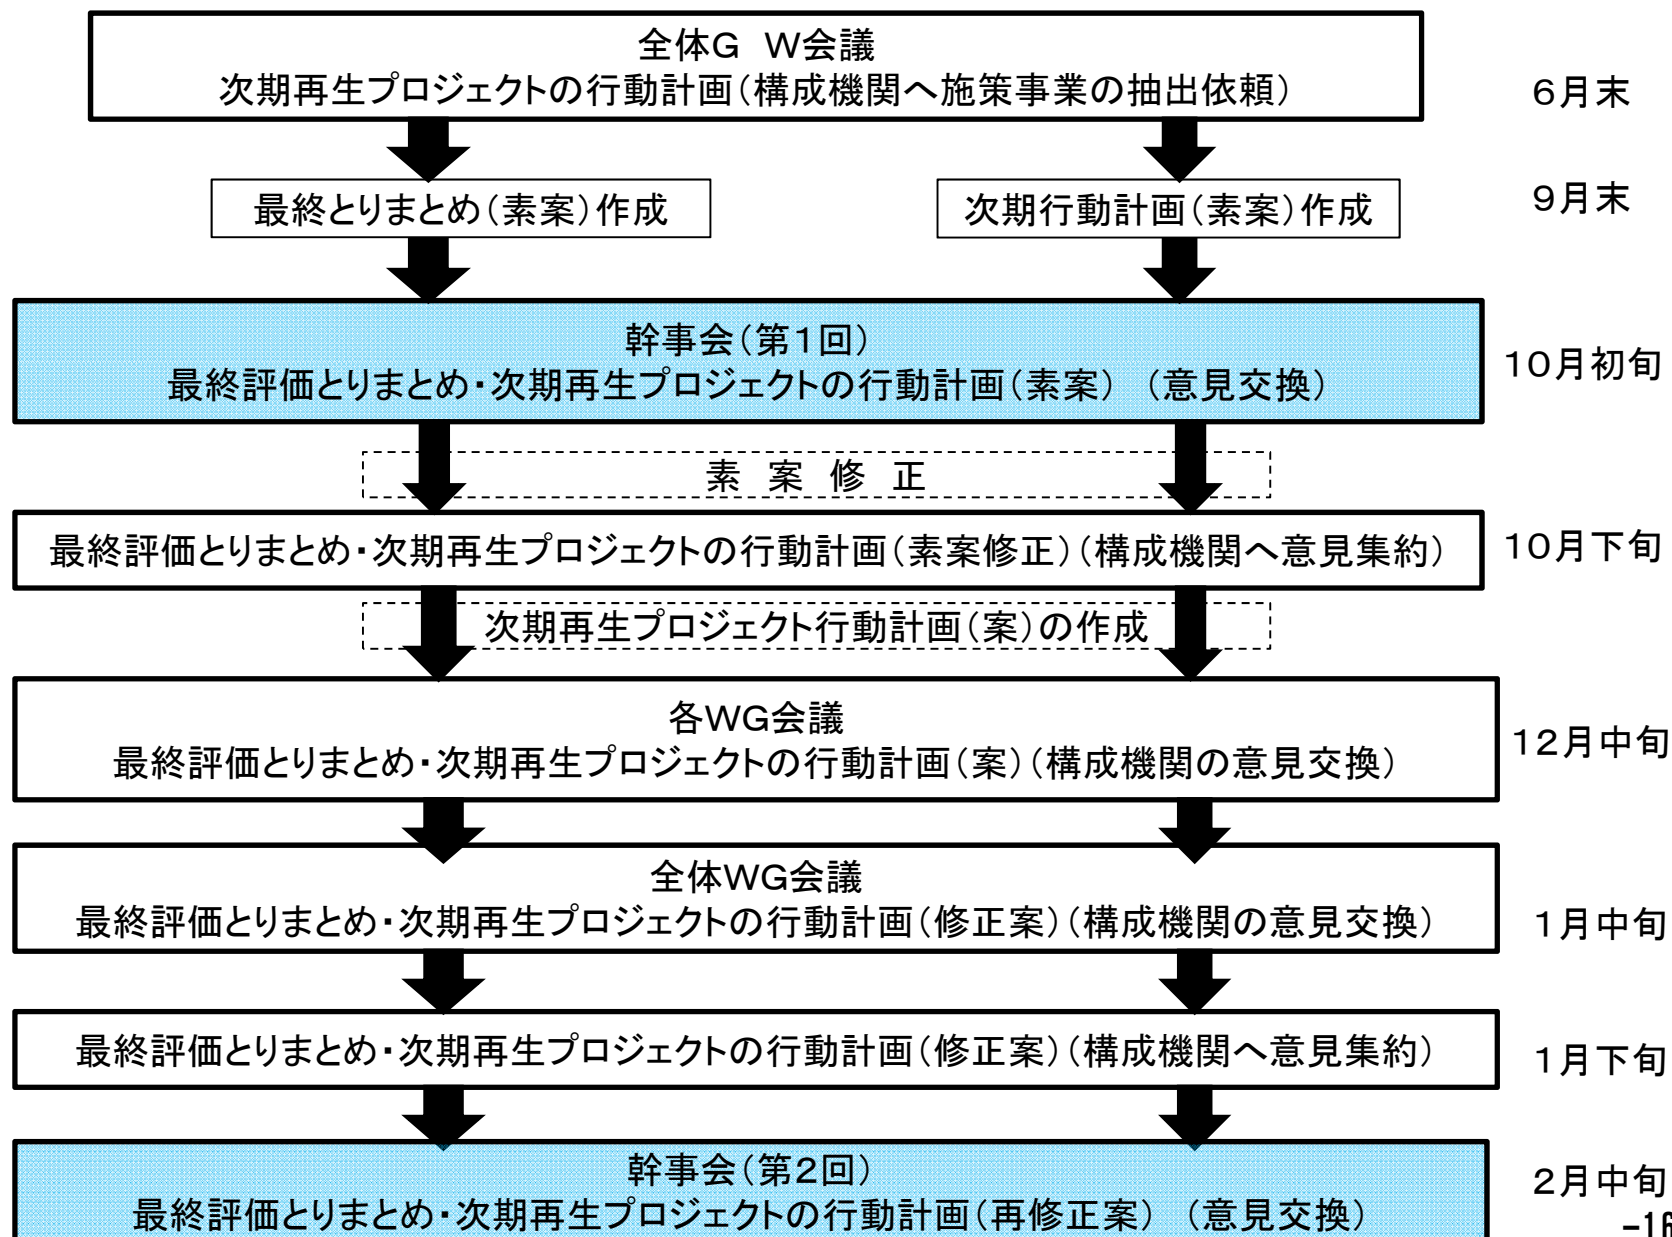 全体G　W会議
次期再生プロジェクトの行動計画(構成機関へ施策事業の抽出依頼)
6月末
最終とりまとめ(素案)作成
次期行動計画(素案)作成
9月末
幹事会(第1回)
最終評価とりまとめ・次期再生プロジェクトの行動計画(素案)　(意見交換)
10月初旬
素　案　修　正
最終評価とりまとめ・次期再生プロジェクトの行動計画(素案修正)(構成機関へ意見集約)
10月下旬
次期再生プロジェクト行動計画(案)の作成
各WG会議
最終評価とりまとめ・次期再生プロジェクトの行動計画(案)(構成機関の意見交換)
12月中旬
全体WG会議
最終評価とりまとめ・次期再生プロジェクトの行動計画(修正案)(構成機関の意見交換)
1月中旬
最終評価とりまとめ・次期再生プロジェクトの行動計画(修正案)(構成機関へ意見集約)
1月下旬
幹事会(第2回)
最終評価とりまとめ・次期再生プロジェクトの行動計画(再修正案)　(意見交換)
2月中旬
-16